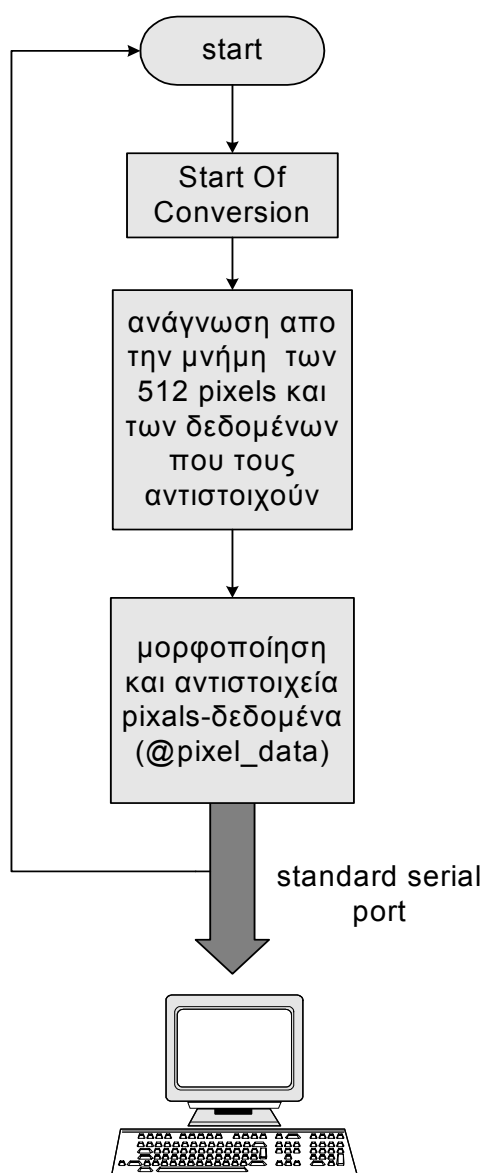 start
Start Of
Conversion
ανάγνωση απο
την μνήμη των
512 pixels και
των δεδομένων
που τους
αντιστοιχούν
μορφοποίηση
και αντιστοιχεία
pixals-δεδομένα
(@pixel_data)
standard serial
port